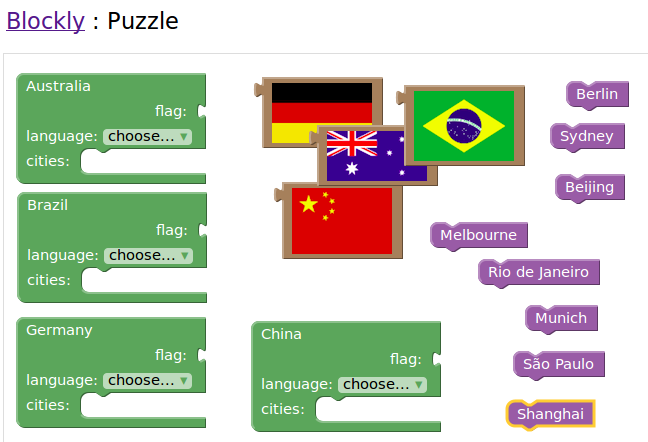 Blockly : Puzzle
Australia
flag:
language: choose... ▾
cities:
Brazil
flag:
language: choose... ▾
cities:
Germany
flag:
language: choose... ▾
cities:
China
flag:
language: choose... ▾
cities:
Berlin
Sydney
Beijing
Melbourne
Rio de Janeiro
Munich
São Paulo
Shanghai